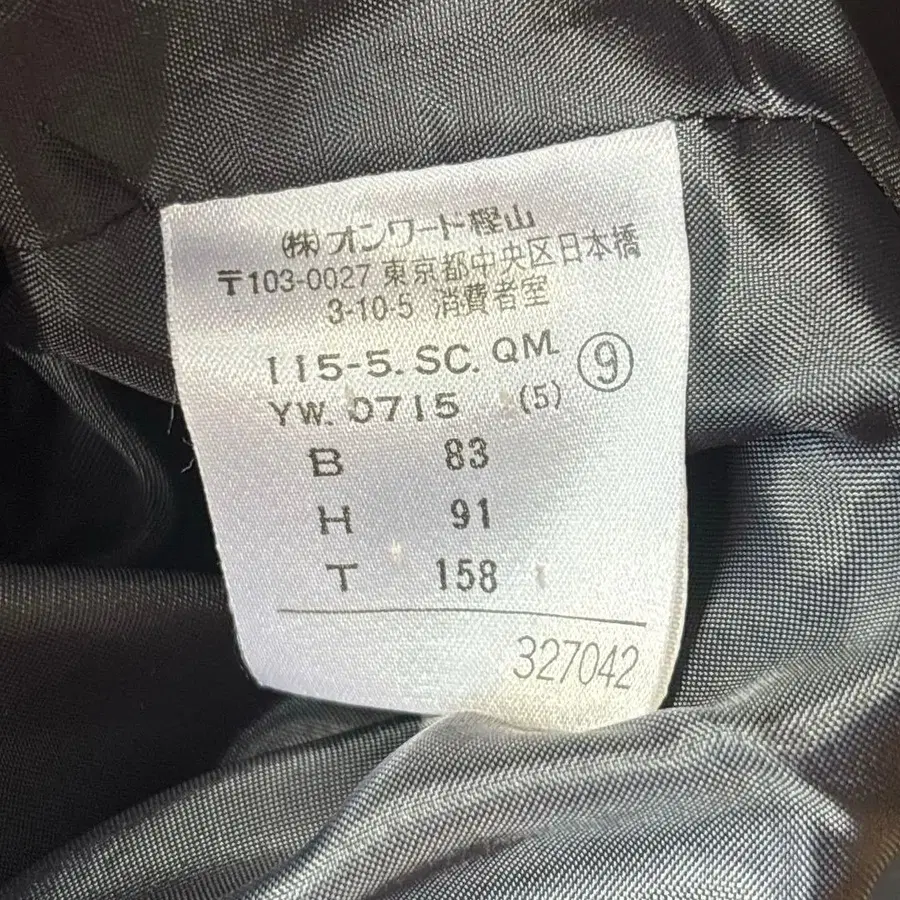 ㈱オンワード樫山
〒103-0027 東京都中央区日本橋
3-10-5 消費者室
115-5. SC. QM. ⑨
YW. 0715 (5)
B 83
H 91
T 158
327042